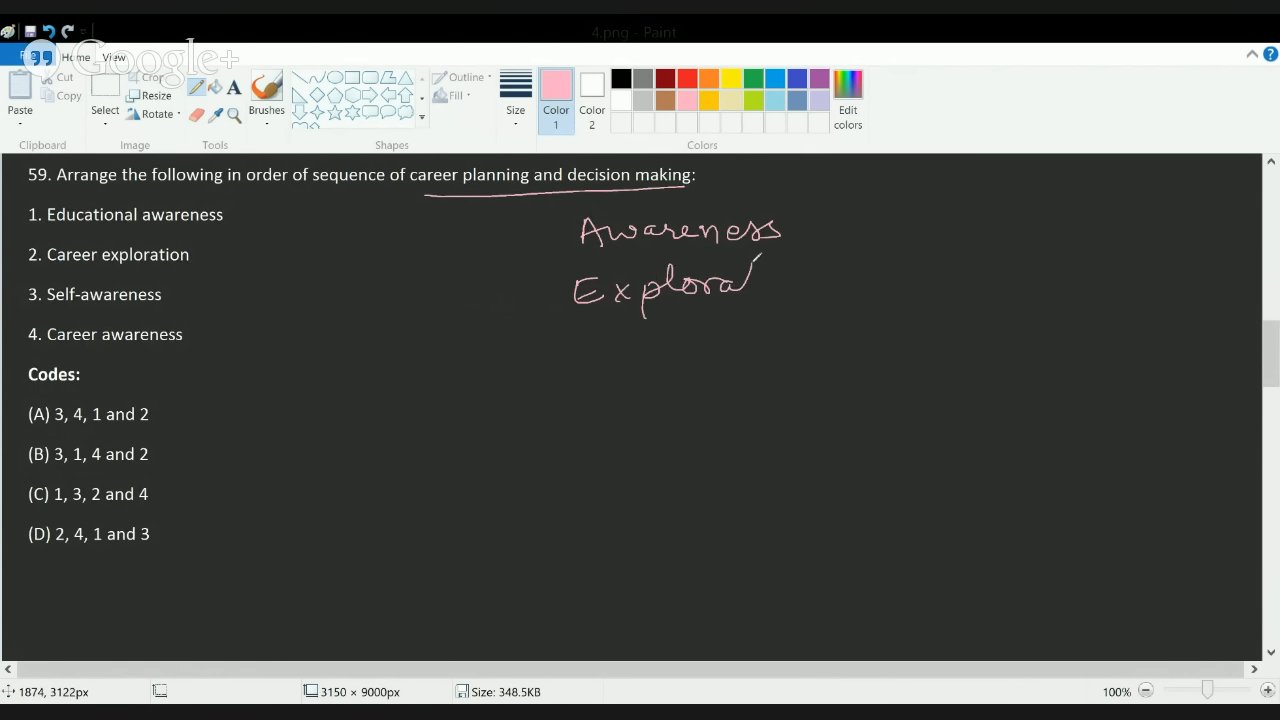 4.png - Paint
File Home View
Google+
Paste
Cut
Copy
Clipboard
Select
Crop
Resize
Rotate
Image
A
Tools
Brushes
Outline
Fill
Shapes
Size
Color 1
Color 2
Edit colors
Colors
59. Arrange the following in order of sequence of career planning and decision making:
1. Educational awareness
2. Career exploration
3. Self-awareness
4. Career awareness
Codes:
(A) 3, 4, 1 and 2
(B) 3, 1, 4 and 2
(C) 1, 3, 2 and 4
(D) 2, 4, 1 and 3
Awareness
Explora
1874, 3122px
3150 × 9000px
Size: 348.5KB
100%